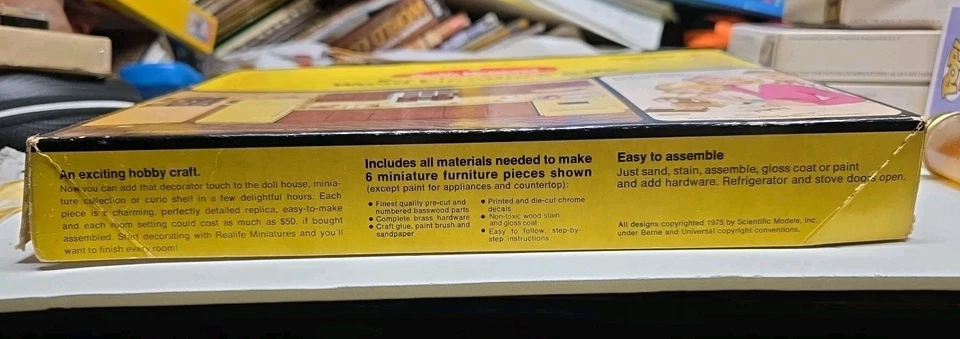 An exciting hobby craft.
Now you can add that decorator touch to the doll house, minia-
ture collection or curio shelf in a few delightful hours. Each
piece is a charming, perfectly detailed replica, easy-to-make
and each room setting could cost as much as $50. if bought
assembled. Start decorating with Realife Miniatures and you'll
want to finish every room!
Includes all materials needed to make
6 miniature furniture pieces shown
(except paint for appliances and countertop):
● Finest quality pre-cut and
numbered basswood parts
● Complete brass hardware
● Craft glue, paint brush and
sandpaper
● Printed and die-cut chrome
decals
● Non-toxic wood stain
and gloss coat
● Easy to follow, step-by-
step instructions
Easy to assemble
Just sand, stain, assemble, gloss coat or paint
and add hardware. Refrigerator and stove doors open.
All designs copyrighted 1975 by Scientific Models, Inc.
under Berne and Universal copyright conventions.